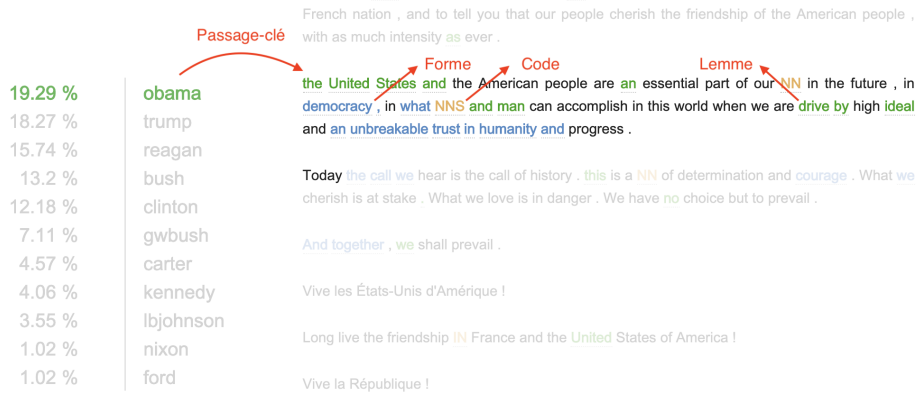 French nation , and to tell you that our people cherish the friendship of the American people ,
with as much intensity as ever .
Passage-clé
Forme
Code
Lemme
the United States and the American people are an essential part of our NN in the future , in
democracy , in what NNS and man can accomplish in this world when we are drive by high ideal
and an unbreakable trust in humanity and progress .
19.29 % obama
18.27 % trump
15.74 % reagan
13.2 % bush
12.18 % clinton
7.11 % gwbush
4.57 % carter
4.06 % kennedy
3.55 % lbjohnson
1.02 % nixon
1.02 % ford
Today the call we hear is the call of history . this is a NN of determination and courage . What we
cherish is at stake . What we love is in danger . We have no choice but to prevail .
And together , we shall prevail .
Vive les États-Unis d'Amérique !
Long live the friendship IN France and the United States of America !
Vive la République !